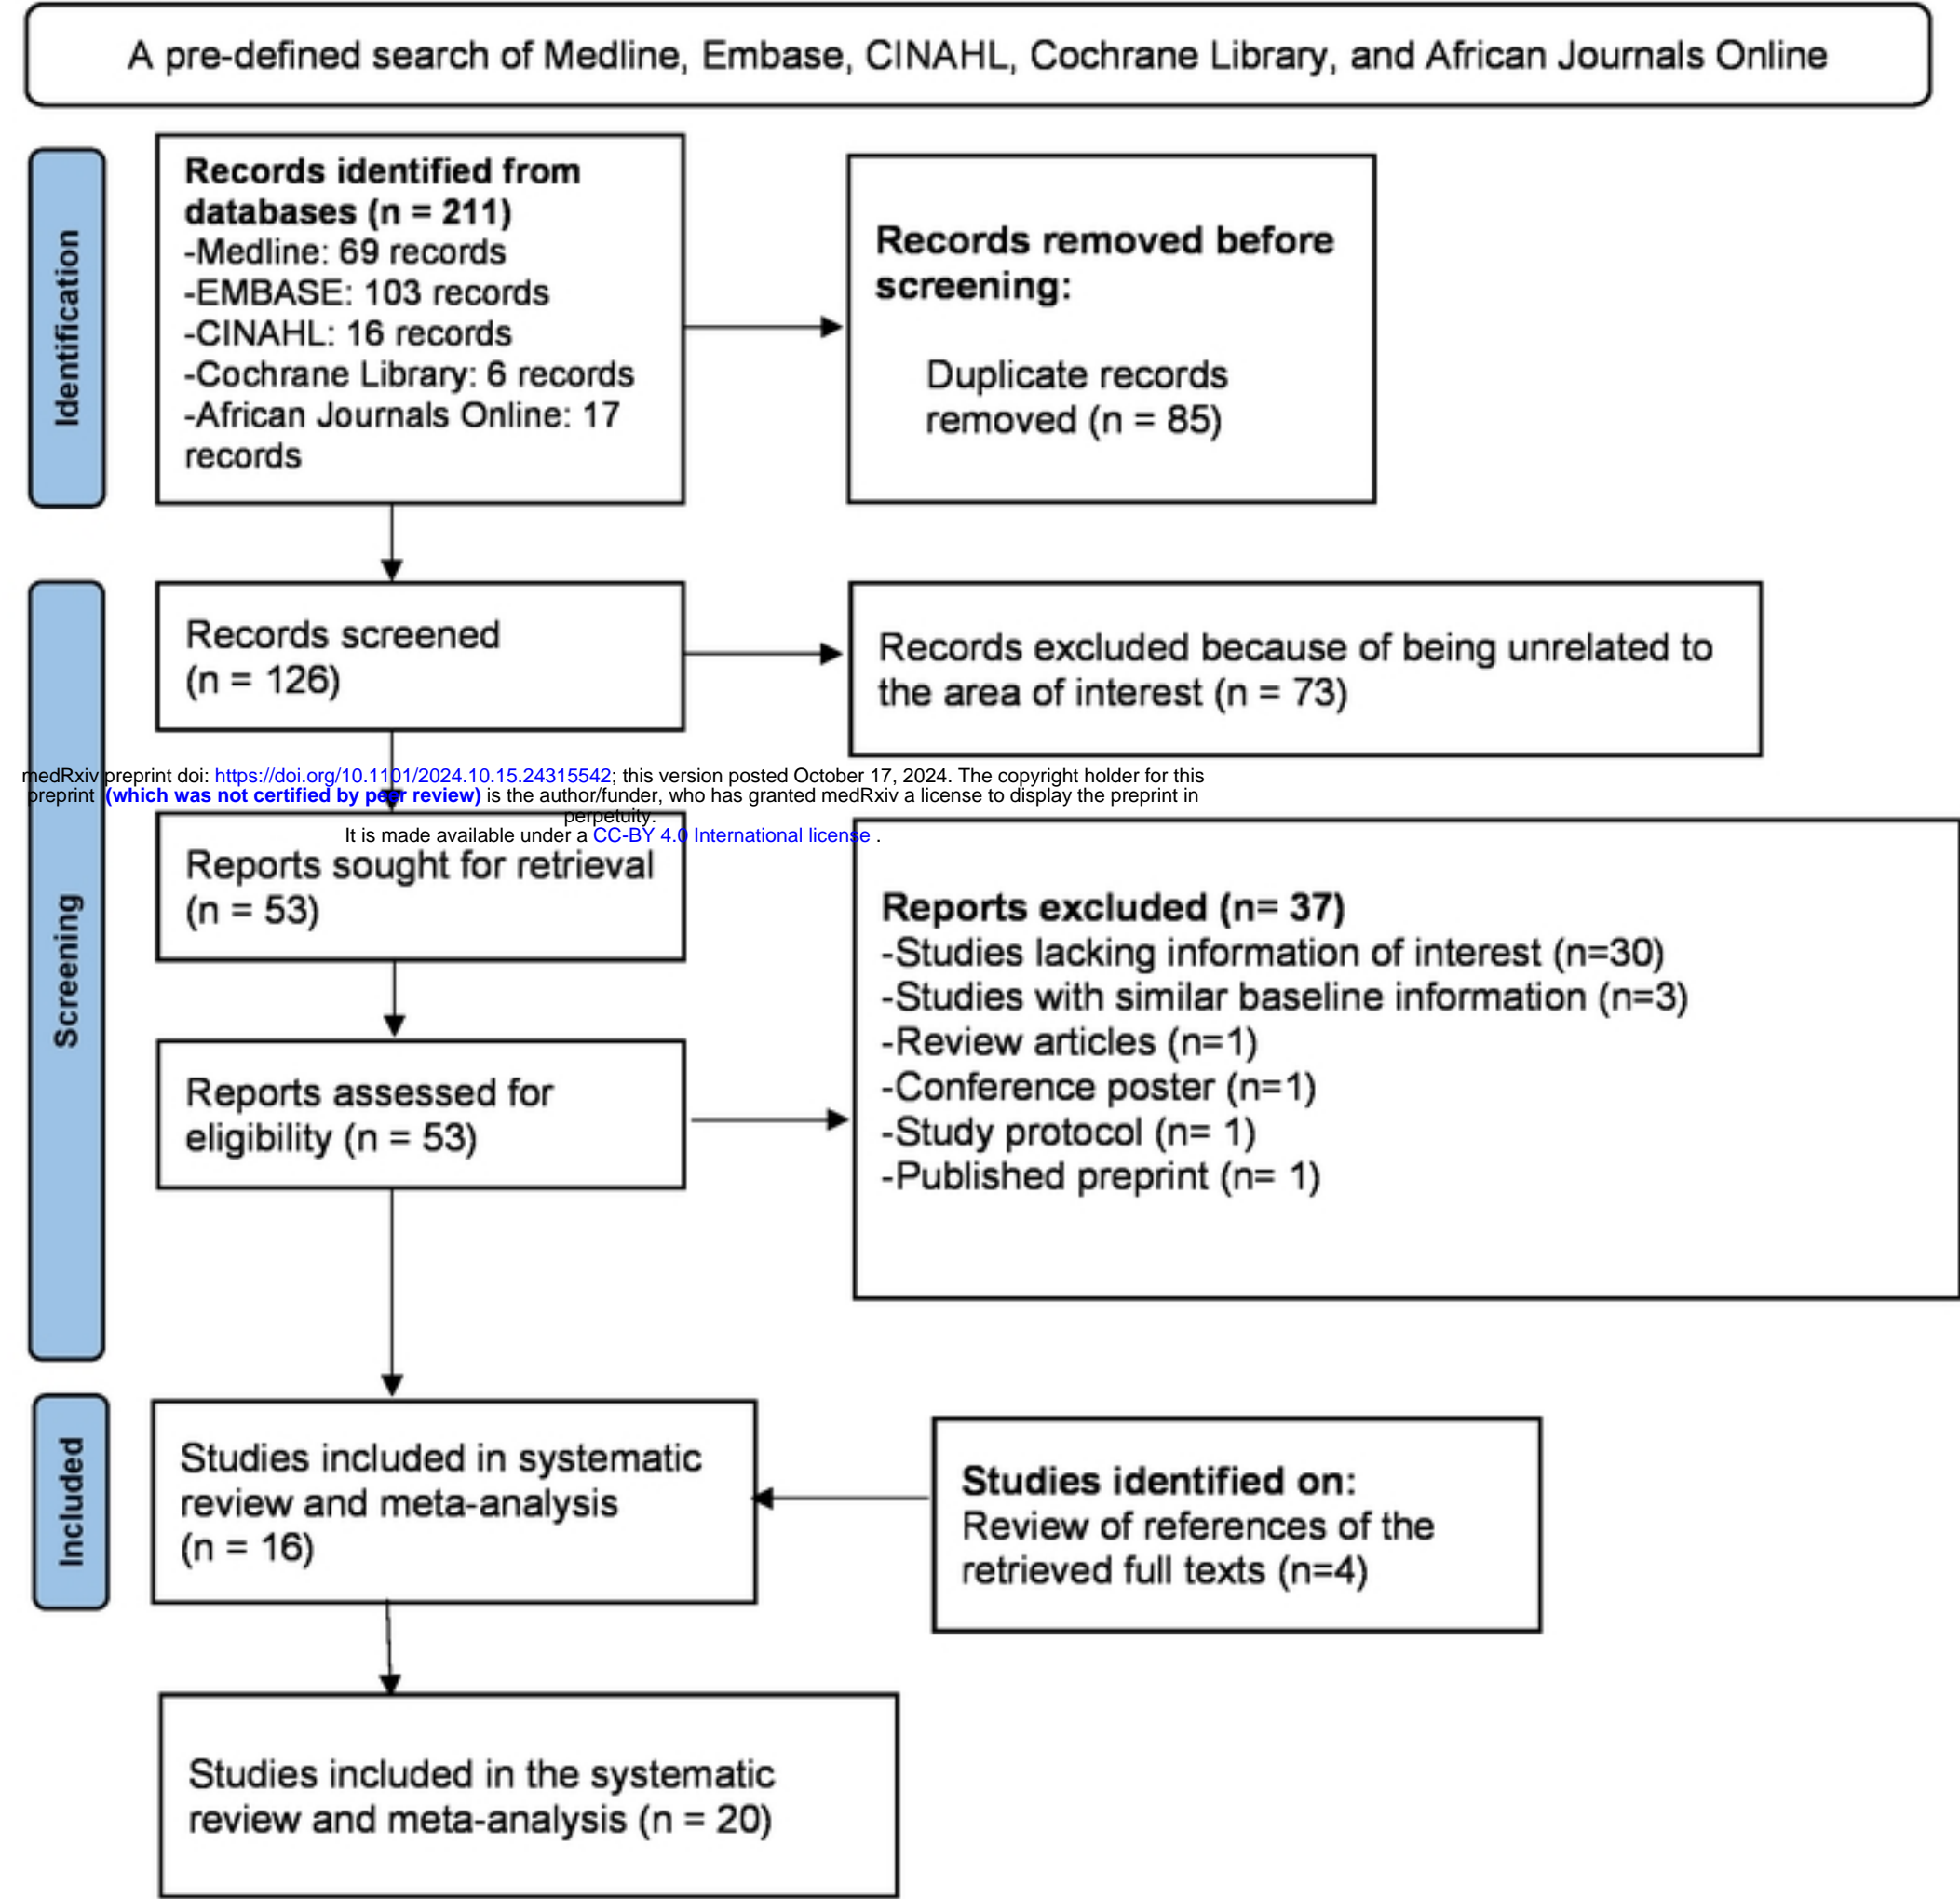 A pre-defined search of Medline, Embase, CINAHL, Cochrane Library, and African Journals Online
Identification
Records identified from
databases (n = 211)
-Medline: 69 records
-EMBASE: 103 records
-CINAHL: 16 records
-Cochrane Library: 6 records
-African Journals Online: 17
records
Records removed before
screening:
Duplicate records
removed (n = 85)
Screening
Records screened
(n = 126)
Records excluded because of being unrelated to
the area of interest (n = 73)
medRxiv preprint doi: https://doi.org/10.1101/2024.10.15.24315542; this version posted October 17, 2024. The copyright holder for this
preprint (which was not certified by peer review) is the author/funder, who has granted medRxiv a license to display the preprint in
perpetuity.
It is made available under a CC-BY 4.0 International license .
Reports sought for retrieval
(n = 53)
Reports assessed for
eligibility (n = 53)
Reports excluded (n= 37)
-Studies lacking information of interest (n=30)
-Studies with similar baseline information (n=3)
-Review articles (n=1)
-Conference poster (n=1)
-Study protocol (n= 1)
-Published preprint (n= 1)
Included
Studies included in systematic
review and meta-analysis
(n = 16)
Studies identified on:
Review of references of the
retrieved full texts (n=4)
Studies included in the systematic
review and meta-analysis (n = 20)